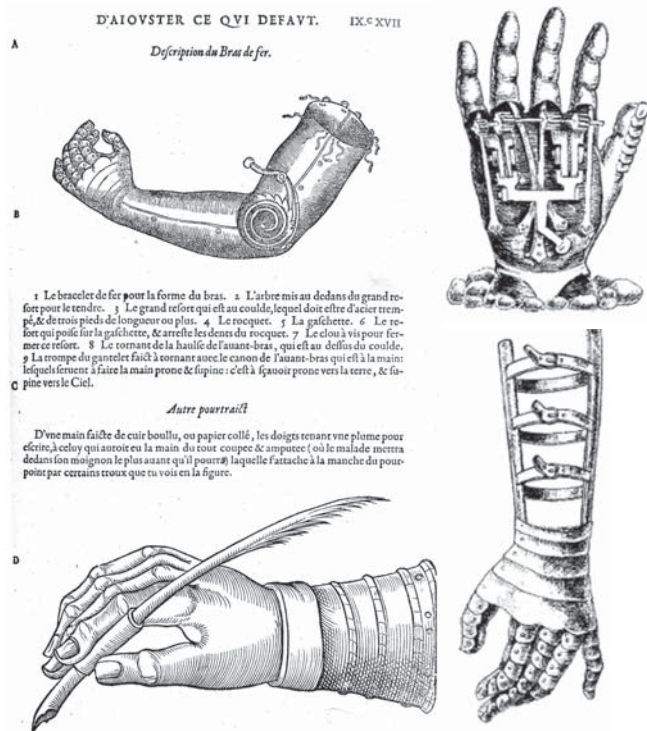 D'AIOVSTER CE QVI DEFAVT. IX.C XVII
A
Deſcription du Bras de fer.
B
1 Le bracelet de fer pour la forme du bras. 2 L'arbre mis au dedans du grand re-
ſort pour le tendre. 3 Le grand reſort qui eſt au coulde, lequel doit eſtre d'acier trem-
pé, & de trois pieds de longueur ou plus. 4 Le rocquet. 5 La gaſchette. 6 Le re-
ſort qui poiſe ſur la gaſchette, & arreſte les dents du rocquet. 7 Le clou à vis pour fer-
mer ce reſort. 8 Le tornant de la hauſſe de l'auant-bras, qui eſt au deſſus du coulde.
9 La trompe du gantelet faict à tornant auec le canon de l'auant-bras qui eſt à la main:
leſquels ſeruent à faire la main prone & ſupine: c'eſt à ſçauoir prone vers la terre, & ſu-
pine vers le Ciel.
C
Autre pourtraict
D'vne main faicte de cuir boullu, ou papier collé, les doigts tenant vne plume pour
eſcrire, à celuy qui auroit eu la main du tout coupee & amputee (où le malade mettra
dedans ſon moignon le plus auant qu'il pourra) laquelle ſ'attache à la manche du pour-
point par certains troux que tu vois en la figure.
D